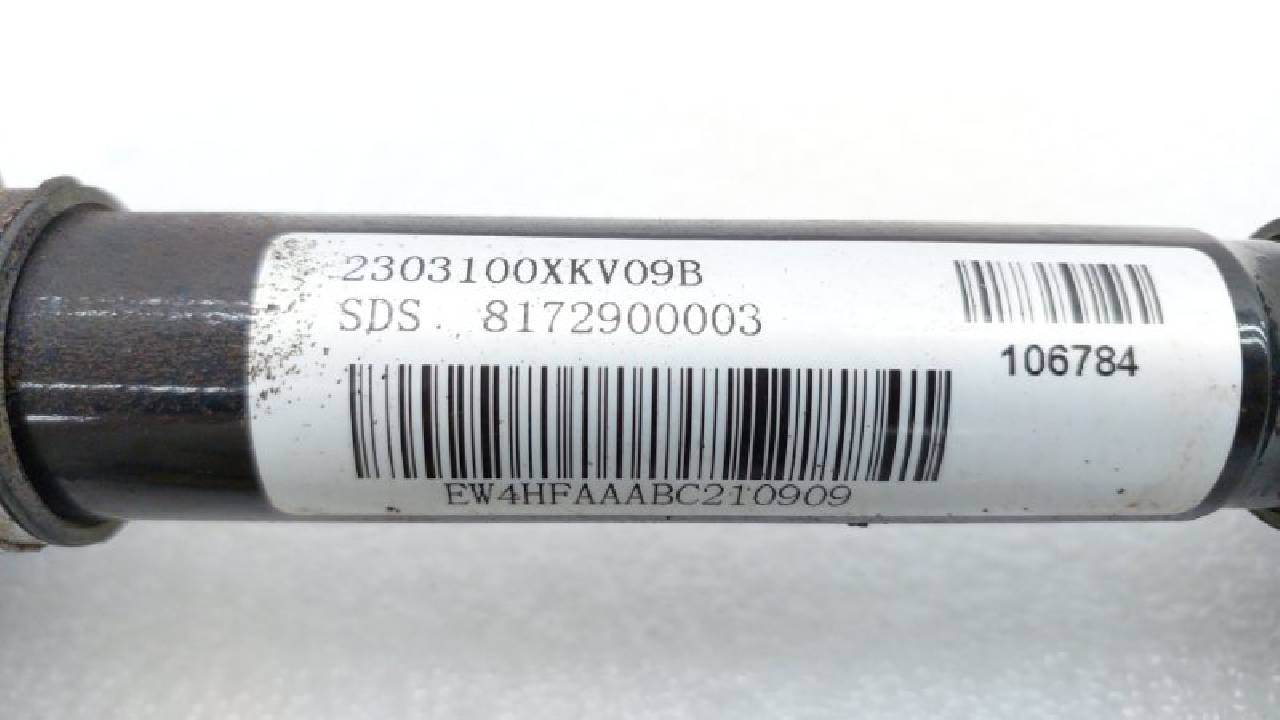 2303100XKV09B
SDS. 8172900003
106784
EW4HFAAABC210909